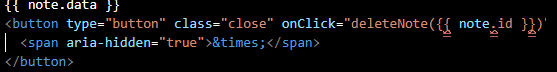 {{ note.data }}
<button type="button" class="close" onClick="deleteNote({{ note.id }})"
<span aria-hidden="true">&times;</span>
</button>